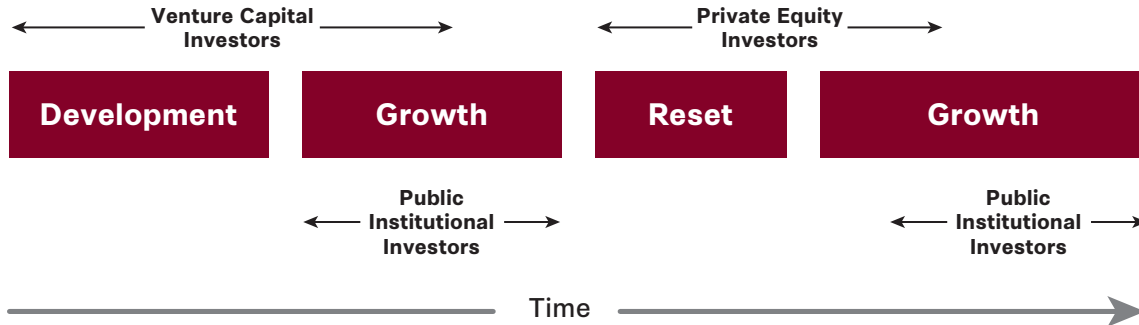 Venture Capital
Investors
Private Equity
Investors
Development
Growth
Reset
Growth
Public
Institutional
Investors
Public
Institutional
Investors
Time